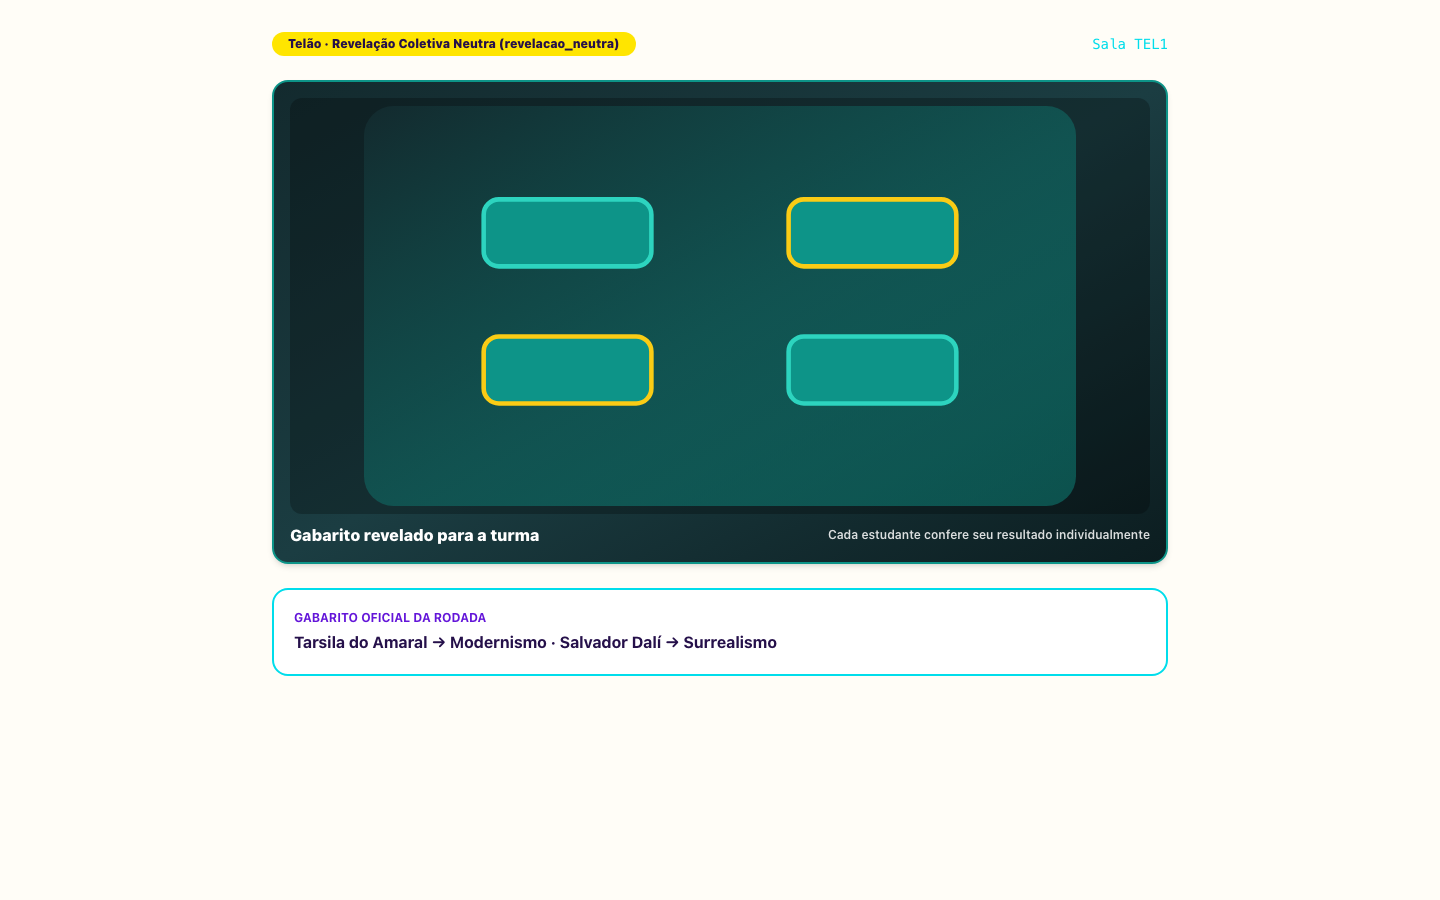 Telão · Revelação Coletiva Neutra (revelacao_neutra)
Sala TEL1
Gabarito revelado para a turma
Cada estudante confere seu resultado individualmente
GABARITO OFICIAL DA RODADA
Tarsila do Amaral → Modernismo · Salvador Dalí → Surrealismo